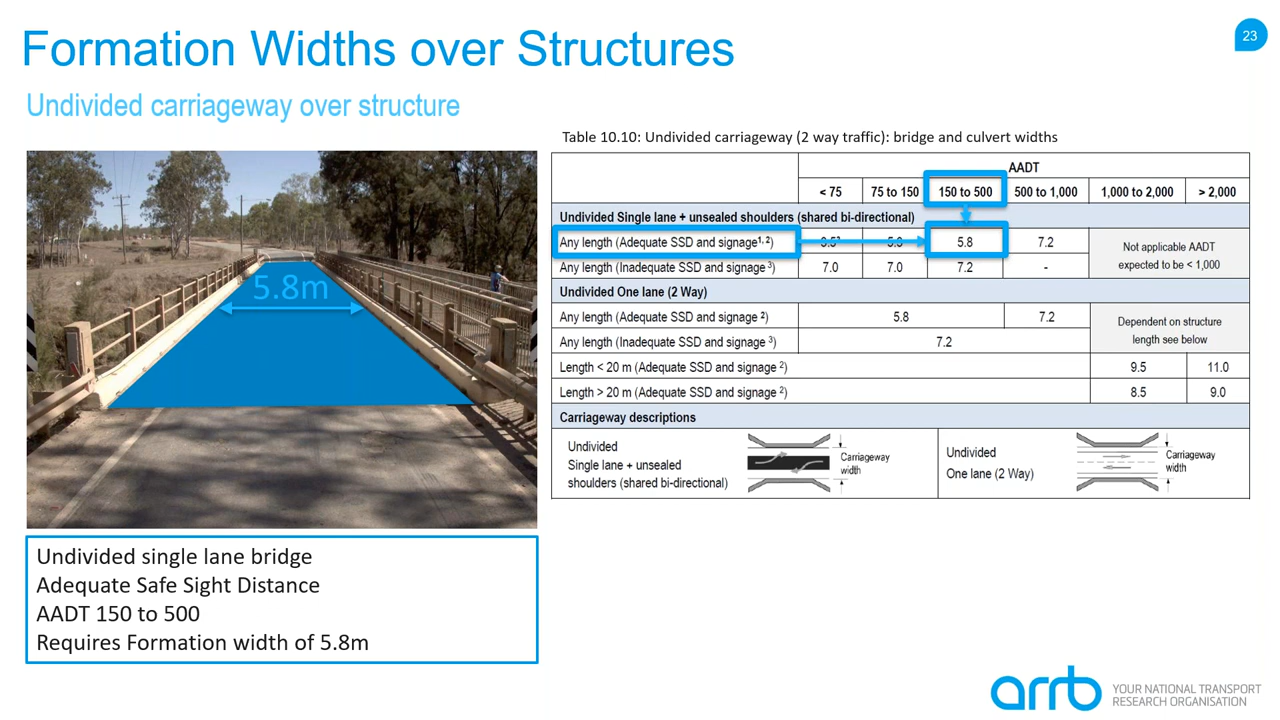 Formation Widths over Structures
23
Undivided carriageway over structure
5.8m
Undivided single lane bridge
Adequate Safe Sight Distance
AADT 150 to 500
Requires Formation width of 5.8m
Table 10.10: Undivided carriageway (2 way traffic): bridge and culvert widths
AADT
< 75 75 to 150 150 to 500 500 to 1,000 1,000 to 2,000 > 2,000
Undivided Single lane + unsealed shoulders (shared bi-directional)
Any length (Adequate SSD and signage 1, 2) 5.8 7.2
Not applicable AADT
expected to be < 1,000
Any length (Inadequate SSD and signage 3) 7.0 7.0 7.2 -
Undivided One lane (2 Way)
Any length (Adequate SSD and signage 2) 5.8 7.2
Dependent on structure
length see below
Any length (Inadequate SSD and signage 3) 7.2
Length < 20 m (Adequate SSD and signage 2) 9.5 11.0
Length > 20 m (Adequate SSD and signage 2) 8.5 9.0
Carriageway descriptions
Undivided
Single lane + unsealed
shoulders (shared bi-directional)
Carriageway
width
Undivided
One lane (2 Way)
Carriageway
width
arrb
YOUR NATIONAL TRANSPORT
RESEARCH ORGANISATION